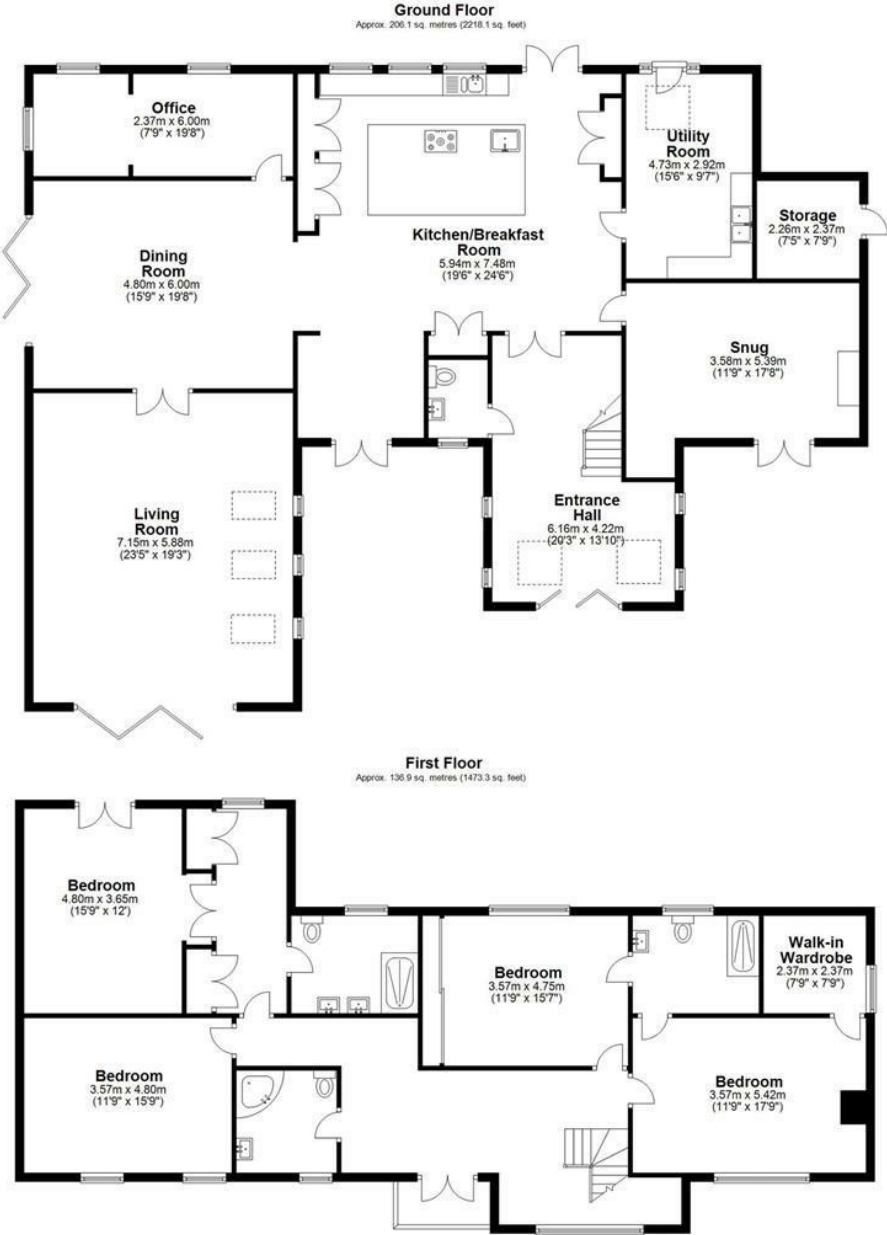 Ground Floor
Approx. 206.1 sq. metres (2218.1 sq. feet)
Office
2.37m x 6.00m
(7'9" x 19'8")
Utility
Room
4.73m x 2.92m
(15'6" x 9'7")
Storage
2.26m x 2.37m
(7'5" x 7'9")
Kitchen/Breakfast
Room
5.94m x 7.48m
(19'6" x 24'6")
Dining
Room
4.80m x 6.00m
(15'9" x 19'8")
Snug
3.58m x 5.39m
(11'9" x 17'8")
Living
Room
7.15m x 5.88m
(23'5" x 19'3")
Entrance
Hall
6.16m x 4.22m
(20'3" x 13'10")
First Floor
Approx. 136.9 sq. metres (1473.3 sq. feet)
Bedroom
4.80m x 3.65m
(15'9" x 12')
Bedroom
3.57m x 4.75m
(11'9" x 15'7")
Walk-in
Wardrobe
2.37m x 2.37m
(7'9" x 7'9")
Bedroom
3.57m x 4.80m
(11'9" x 15'9")
Bedroom
3.57m x 5.42m
(11'9" x 17'9")